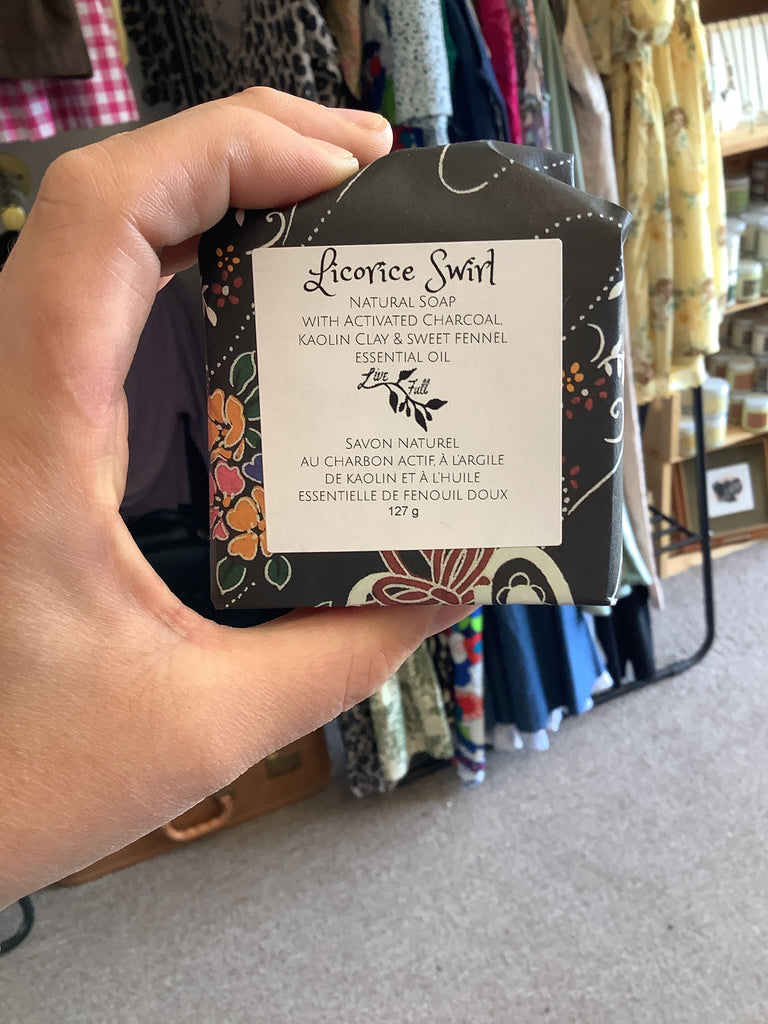 Licorice Swirl
NATURAL SOAP
WITH ACTIVATED CHARCOAL,
KAOLIN CLAY & SWEET FENNEL
ESSENTIAL OIL
Live Full
SAVON NATUREL
AU CHARBON ACTIF, À L'ARGILE
DE KAOLIN ET À L'HUILE
ESSENTIELLE DE FENOUIL DOUX
127 g